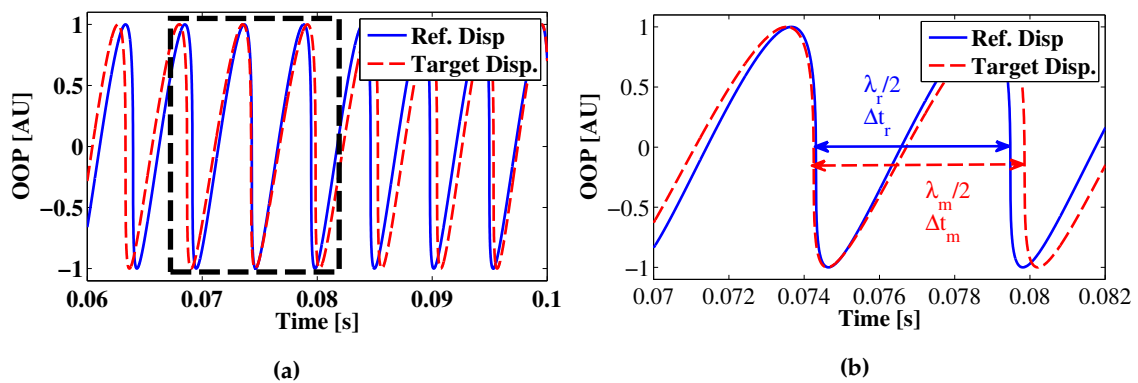 OOP [AU]
1
0.5
0
−0.5
−1
Ref. Disp
Target Disp.
0.06
0.07
0.08
0.09
0.1
Time [s]
(a)
OOP [AU]
1
0.5
0
−0.5
−1
Ref. Disp
Target Disp.
λr/2
Δtr
λm/2
Δtm
0.07
0.072
0.074
0.076
0.078
0.08
0.082
Time [s]
(b)